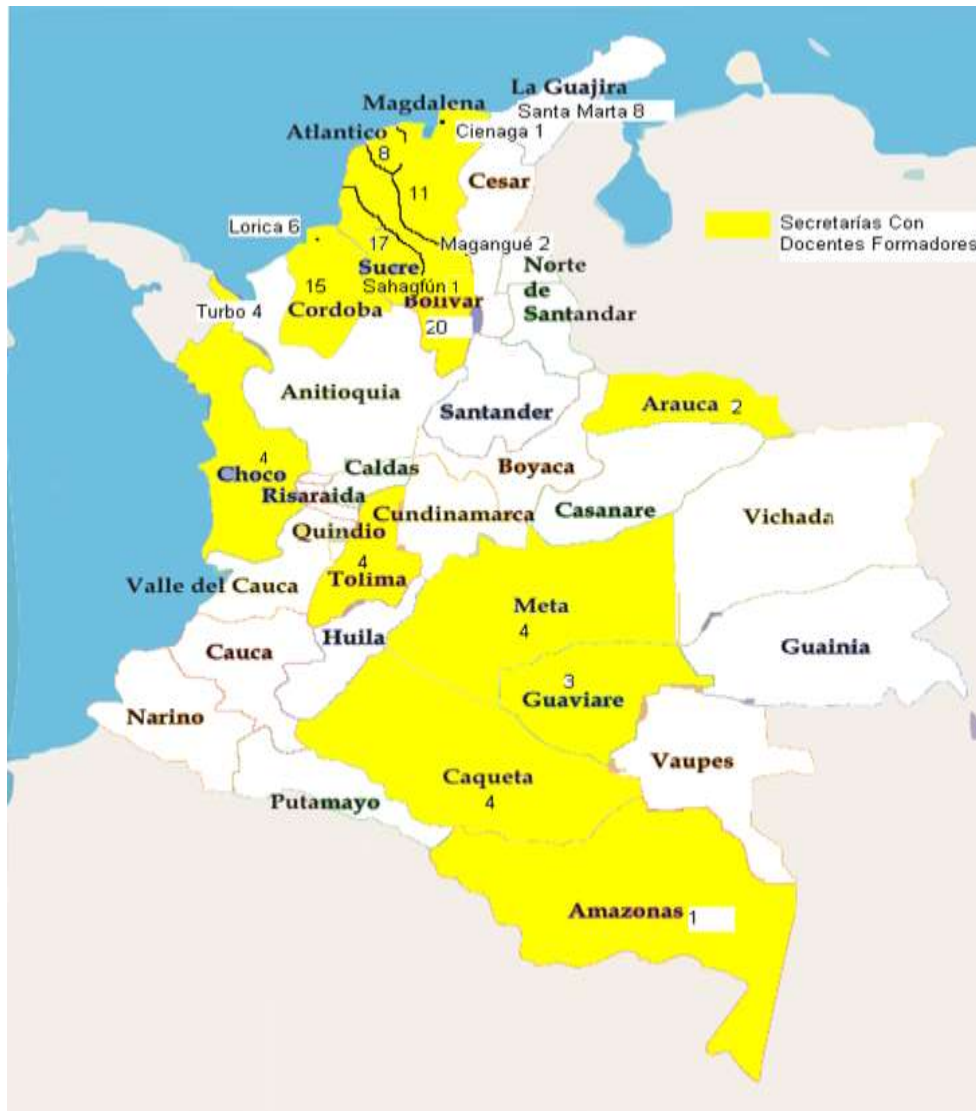 La Guajira
Santa Marta 8
Magdalena
Cienaga 1
Atlantico
8
Cesar
11
Lorica 6
Secretarías Con
Docentes Formadores
17
Magangué 2
Sucre
Sahagfún 1
Norte
de
Santandar
15
Cordoba
Bolivar
20
Turbo 4
Anitioquia
Santander
Arauca 2
4
Choco
Caldas
Boyaca
Risaraida
Cundinamarca
Casanare
Vichada
Quindio
4
Tolima
Valle del Cauca
Meta
4
Huila
Guainia
Cauca
3
Guaviare
Narino
Vaupes
Caqueta
4
Putamayo
Amazonas 1